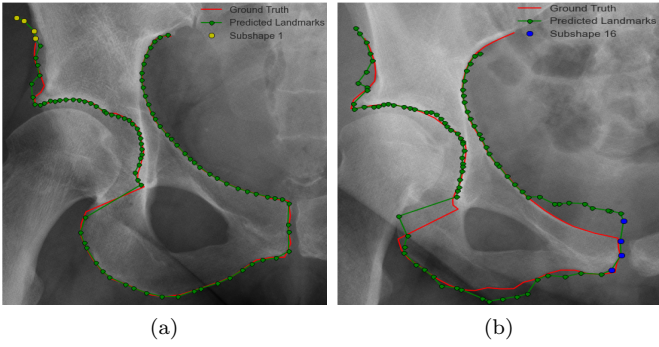 Ground Truth
Predicted Landmarks
Subshape 1
Ground Truth
Predicted Landmarks
Subshape 16
(a)
(b)